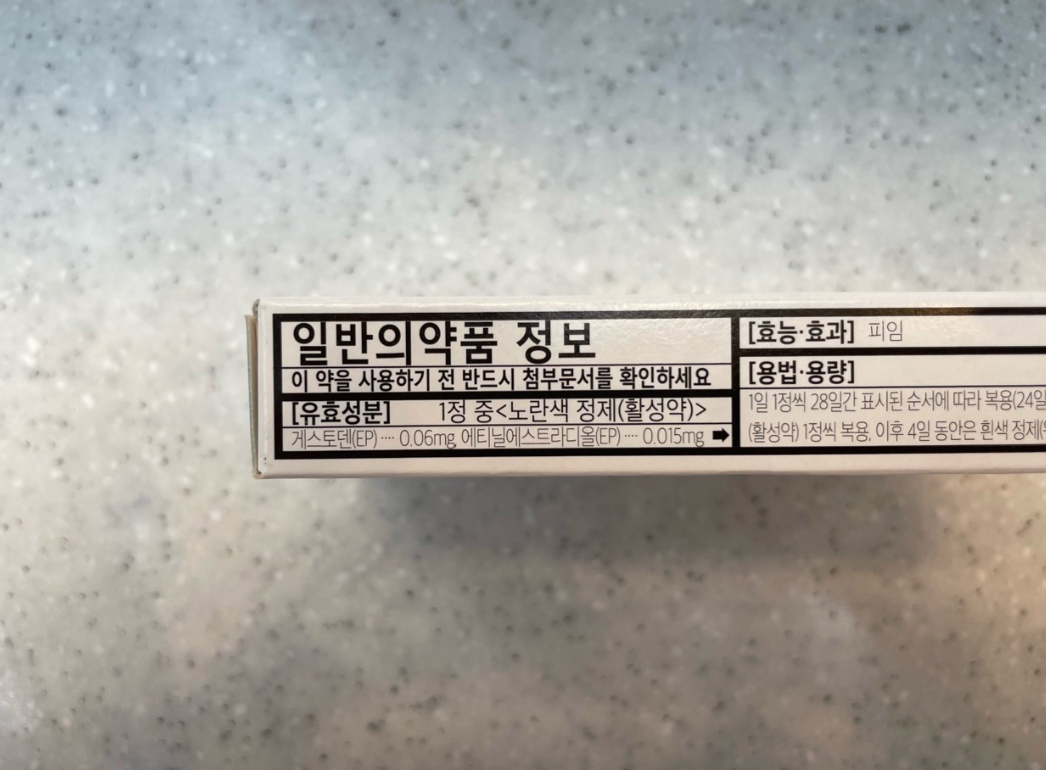 일반의약품 정보
이 약을 사용하기 전 반드시 첨부문서를 확인하세요
[유효성분] 1정 중<노란색 정제(활성약)>
게스토덴(EP) ···· 0.06mg 에티닐에스트라디올(EP) ···· 0.015mg ➡
[효능·효과] 피임
[용법·용량]
1일 1정씩 28일간 표시된 순서에 따라 복용(24일
(활성약) 1정씩 복용, 이후 4일 동안은 흰색 정제(